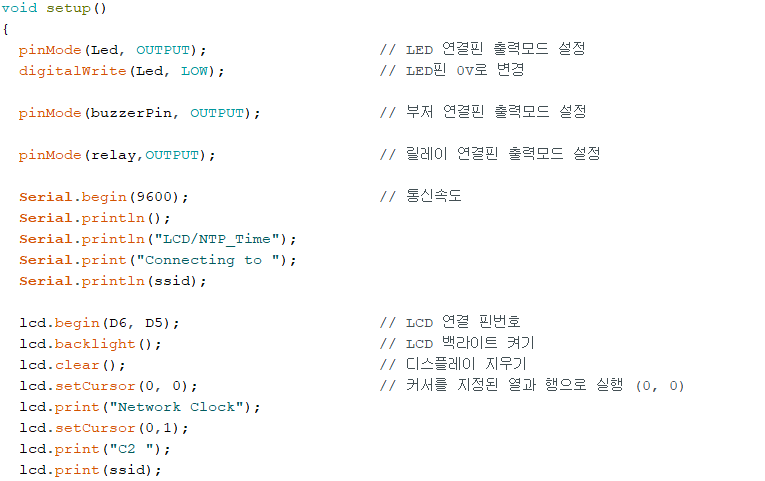 void setup()
{
  pinMode(Led, OUTPUT);                   // LED 연결핀 출력모드 설정
  digitalWrite(Led, LOW);                 // LED핀 0V로 변경
  pinMode(buzzerPin, OUTPUT);             // 부저 연결핀 출력모드 설정
  pinMode(relay,OUTPUT);                  // 릴레이 연결핀 출력모드 설정
  Serial.begin(9600);                     // 통신속도
  Serial.println();
  Serial.println("LCD/NTP_Time");
  Serial.print("Connecting to ");
  Serial.println(ssid);
  lcd.begin(D6, D5);                      // LCD 연결 핀번호
  lcd.backlight();                        // LCD 백라이트 켜기
  lcd.clear();                            // 디스플레이 지우기
  lcd.setCursor(0, 0);                    // 커서를 지정된 열과 행으로 실행 (0, 0)
  lcd.print("Network Clock");
  lcd.setCursor(0,1);
  lcd.print("C2 ");
  lcd.print(ssid);